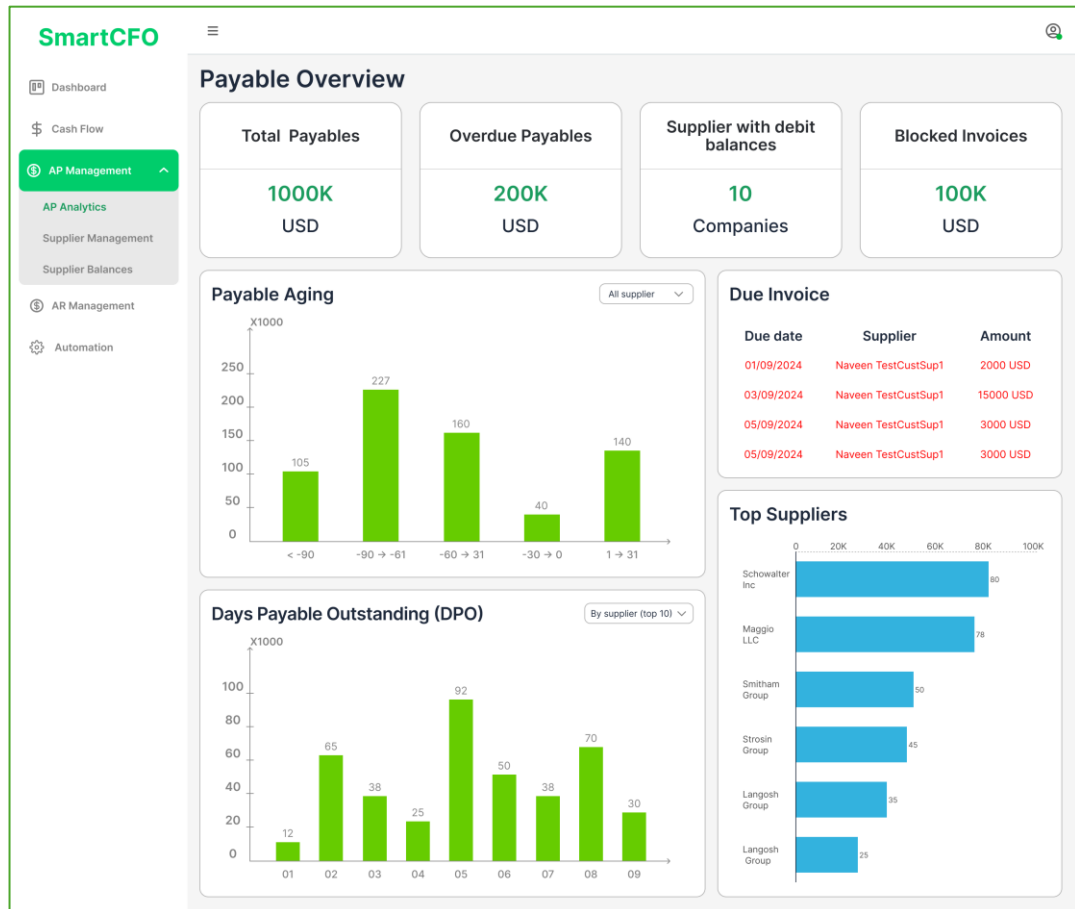 SmartCFO
Dashboard
Cash Flow
AP Management
AP Analytics
Supplier Management
Supplier Balances
AR Management
Automation
Payable Overview
Total Payables
1000K
USD
Overdue Payables
200K
USD
Supplier with debit
balances
10
Companies
Blocked Invoices
100K
USD
Payable Aging
All supplier
X1000
250
200
150
100
50
0
105
227
160
40
140
< -90
-90 → -61
-60 → 31
-30 → 0
1 → 31
Due Invoice
Due date Supplier Amount
01/09/2024 Naveen TestCustSup1 2000 USD
03/09/2024 Naveen TestCustSup1 15000 USD
05/09/2024 Naveen TestCustSup1 3000 USD
05/09/2024 Naveen TestCustSup1 3000 USD
Days Payable Outstanding (DPO)
By supplier (top 10)
X1000
100
80
60
40
20
0
12
65
38
25
92
50
38
70
30
01 02 03 04 05 06 07 08 09
Top Suppliers
0 20K 40K 60K 80K 100K
Schowalter
Inc
80
Maggio
LLC
78
Smitham
Group
50
Strosin
Group
45
Langosh
Group
35
Langosh
Group
25